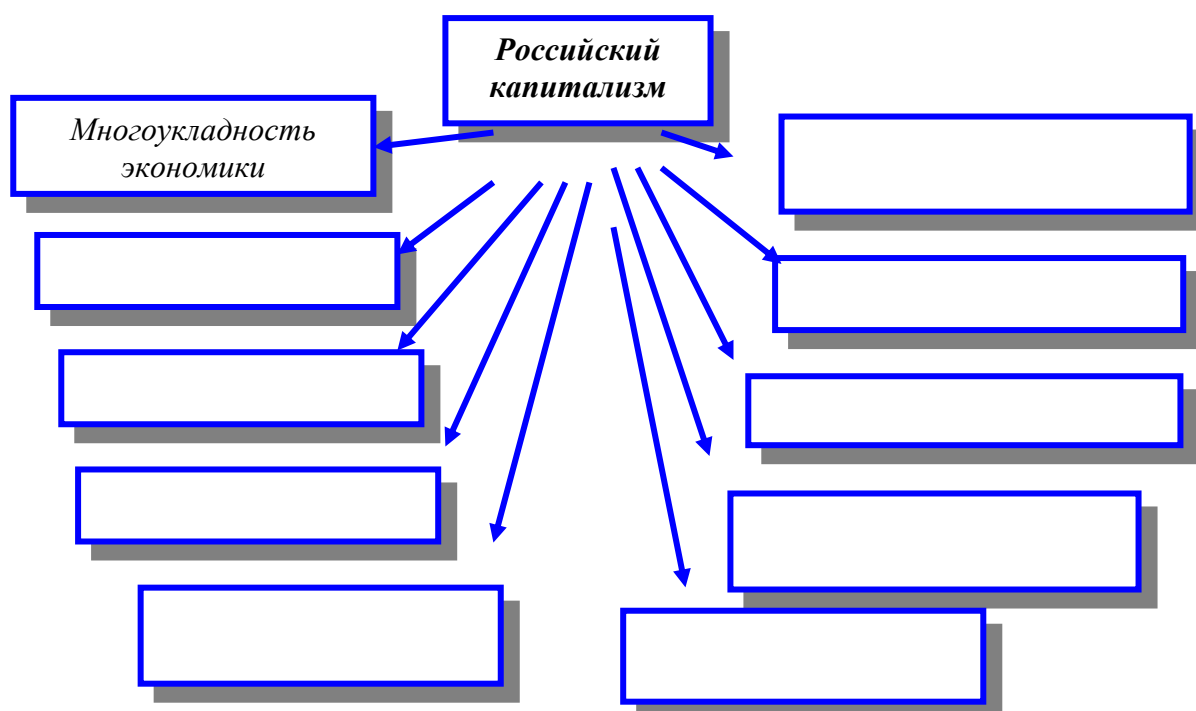 Российский
капитализм
Многоукладность
экономики